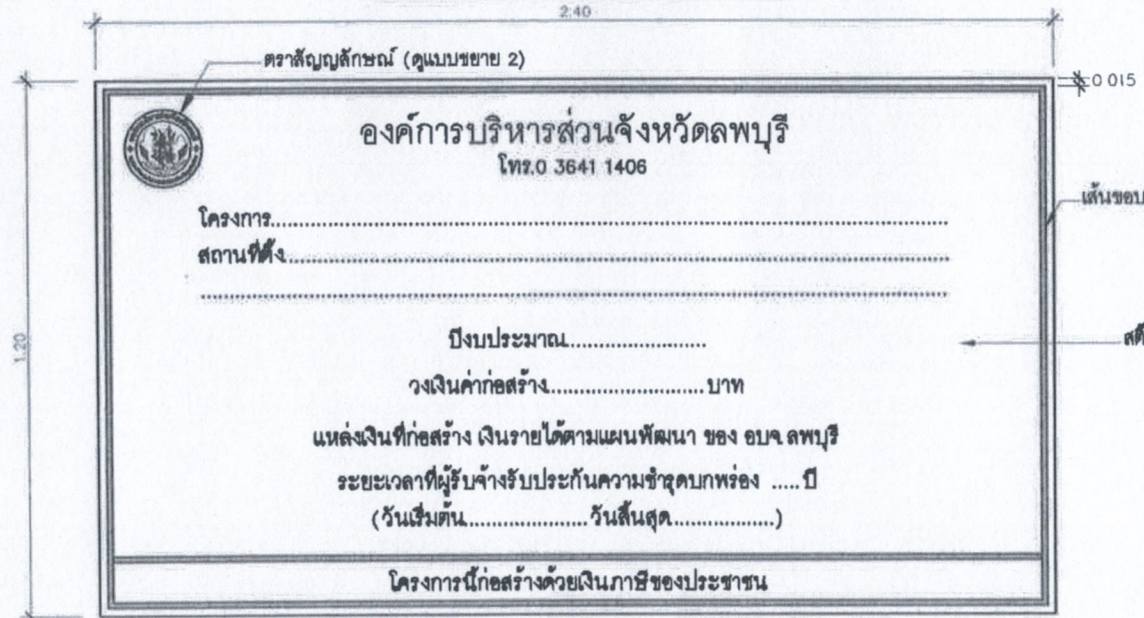 2.40
ตราสัญญลักษณ์ (ดูแบบขยาย 2)
0.015
องค์การบริหารส่วนจังหวัดลพบุรี
โทร.0 3641 1406
เส้นขอบ
โครงการ
สถานที่ตั้ง
ปีงบประมาณ
1.20
วงเงินค่าก่อสร้าง บาท
แหล่งเงินที่ก่อสร้าง เงินรายได้ตามแผนพัฒนา ของ อบจ.ลพบุรี
ระยะเวลาที่ผู้รับจ้างรับประกันความชำรุดบกพร่อง ..... ปี
(วันเริ่มต้น....................วันสิ้นสุด.................)
โครงการนี้ก่อสร้างด้วยเงินภาษีของประชาชน